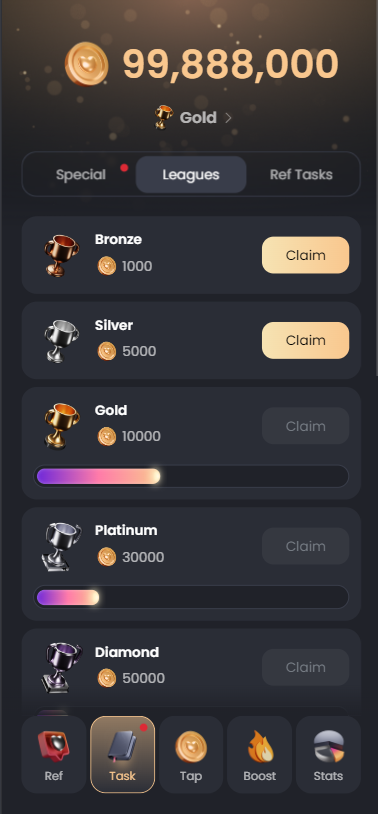 99,888,000
Gold
Special
Leagues
Ref Tasks
Bronze
1000
Claim
Silver
5000
Claim
Gold
10000
Claim
Platinum
30000
Claim
Diamond
50000
Claim
Ref
Task
Tap
Boost
Stats